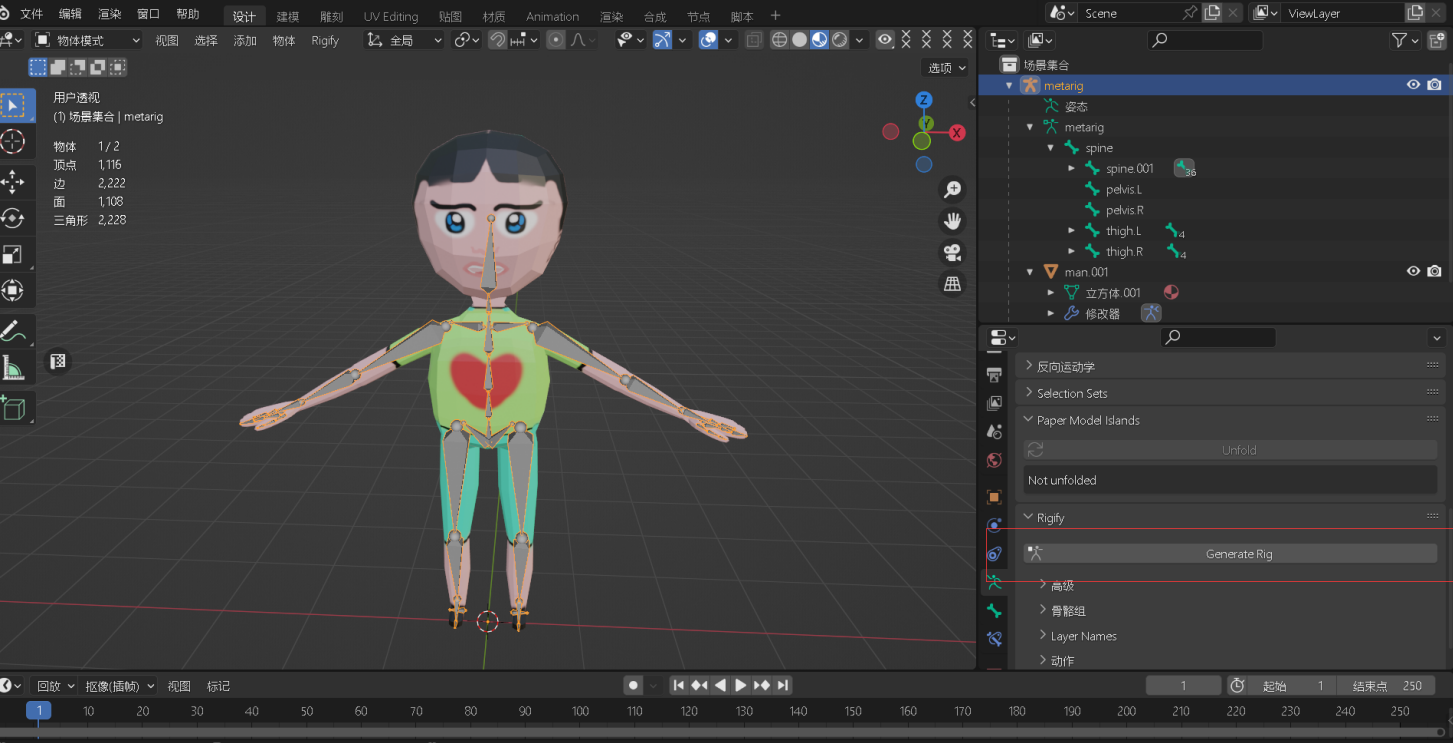 文件 编辑 渲染 窗口 帮助 设计 建模 雕刻 UV Editing 贴图 材质 Animation 渲染 合成 节点 脚本 + Scene ViewLayer
物体模式 视图 选择 添加 物体 Rigify 全局
选项
用户透视
(1) 场景集合 | metarig
物体 1 / 2
顶点 1,116
边 2,222
面 1,108
三角形 2,228
Z
Y
X
场景集合
metarig
姿态
metarig
spine
spine.001 36
pelvis.L
pelvis.R
thigh.L 4
thigh.R 4
man.001
立方体.001
修改器
反向运动学
Selection Sets
Paper Model Islands
Unfold
Not unfolded
Rigify
Generate Rig
高级
骨骼组
Layer Names
动作
回放 抠像(插帧) 视图 标记 1 起始 1 结束点 250
1 10 20 30 40 50 60 70 80 90 100 110 120 130 140 150 160 170 180 190 200 210 220 230 240 250